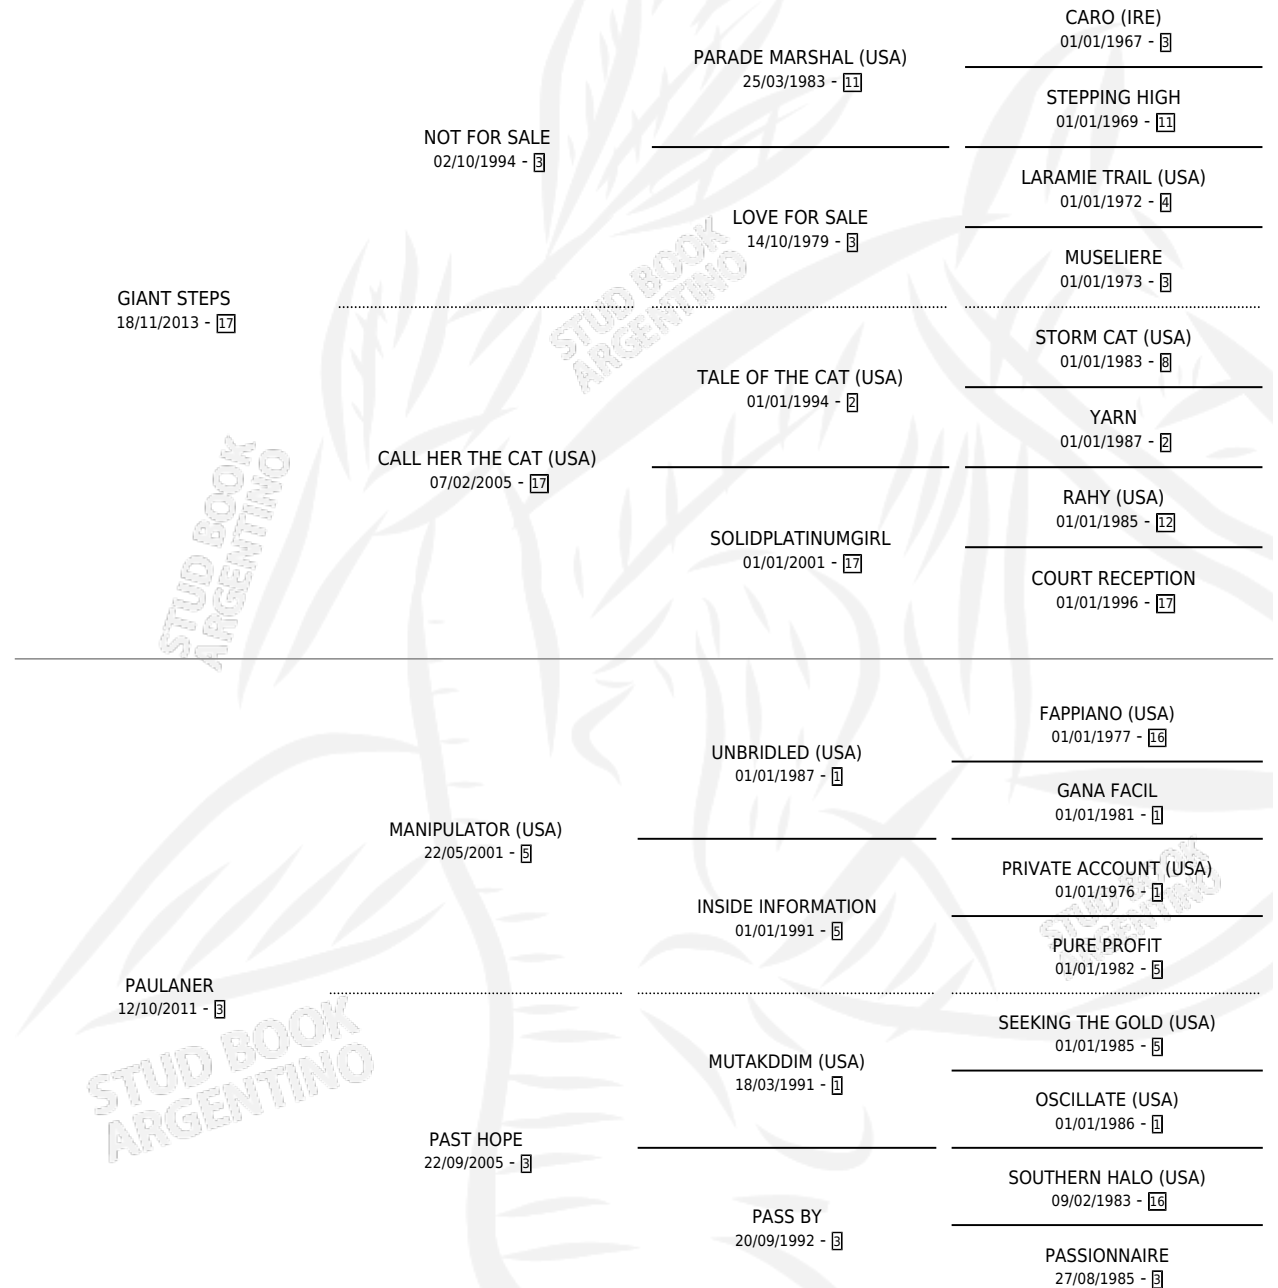 CARO (IRE)
01/01/1967 - 3
PARADE MARSHAL (USA)
25/03/1983 - 11
STEPPING HIGH
01/01/1969 - 11
NOT FOR SALE
02/10/1994 - 3
LARAMIE TRAIL (USA)
01/01/1972 - 4
LOVE FOR SALE
14/10/1979 - 3
MUSELIERE
01/01/1973 - 3
GIANT STEPS
18/11/2013 - 17
STORM CAT (USA)
01/01/1983 - 8
TALE OF THE CAT (USA)
01/01/1994 - 2
YARN
01/01/1987 - 2
CALL HER THE CAT (USA)
07/02/2005 - 17
RAHY (USA)
01/01/1985 - 12
SOLIDPLATINUMGIRL
01/01/2001 - 17
COURT RECEPTION
01/01/1996 - 17
FAPPIANO (USA)
01/01/1977 - 16
UNBRIDLED (USA)
01/01/1987 - 1
GANA FACIL
01/01/1981 - 1
MANIPULATOR (USA)
22/05/2001 - 5
PRIVATE ACCOUNT (USA)
01/01/1976 - 1
INSIDE INFORMATION
01/01/1991 - 5
PURE PROFIT
01/01/1982 - 5
PAULANER
12/10/2011 - 3
SEEKING THE GOLD (USA)
01/01/1985 - 5
MUTAKDDIM (USA)
18/03/1991 - 1
OSCILLATE (USA)
01/01/1986 - 1
PAST HOPE
22/09/2005 - 3
SOUTHERN HALO (USA)
09/02/1983 - 16
PASS BY
20/09/1992 - 3
PASSIONNAIRE
27/08/1985 - 3
STUD BOOK
ARGENTINO
STUD BOOK
ARGENTINO
STUD BOOK
ARGENTINO
STUD BOOK
ARGENTINO